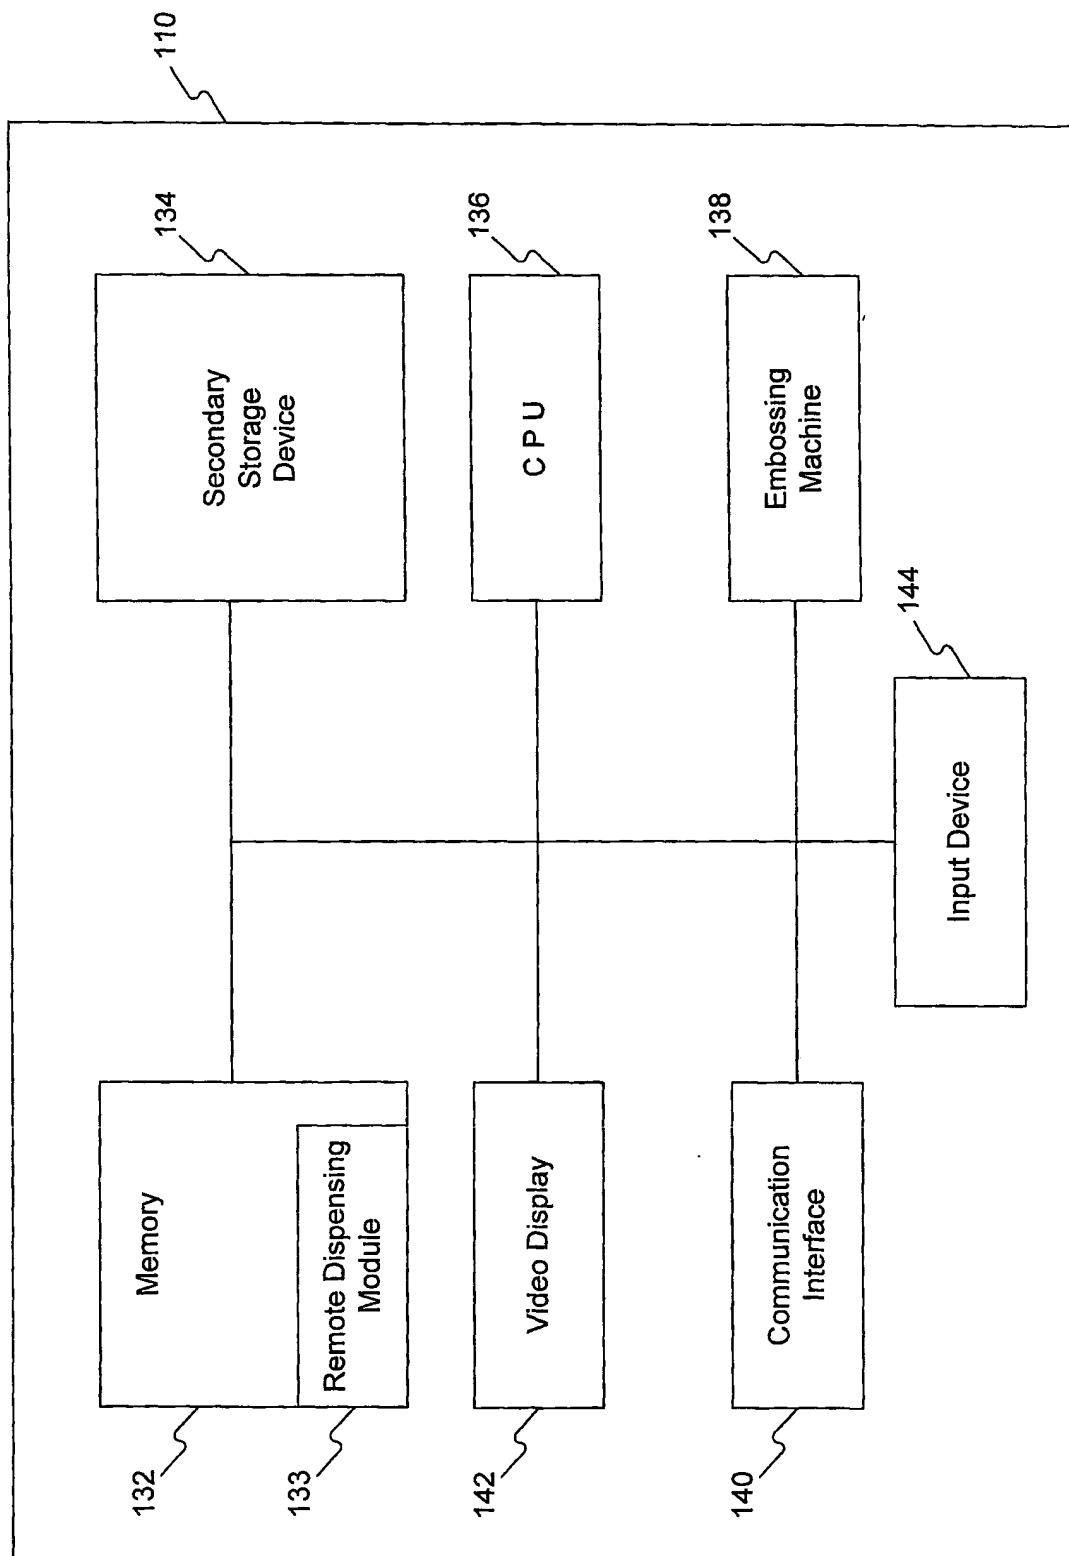 110
132
Memory
133
Remote Dispensing
Module
134
Secondary
Storage
Device
142
Video Display
136
C P U
140
Communication
Interface
138
Embossing
Machine
144
Input Device